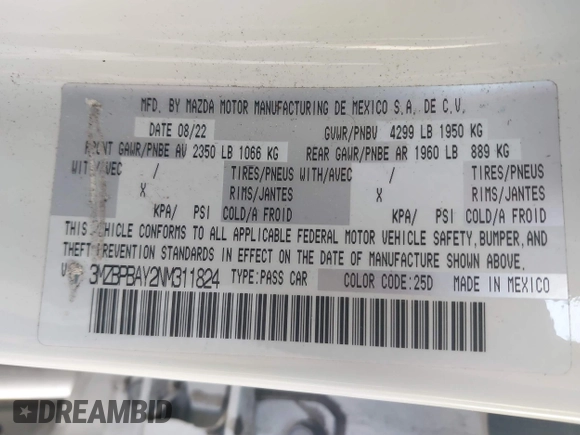 MFD. BY MAZDA MOTOR MANUFACTURING DE MEXICO S.A. DE C.V.
DATE 08/22 GVWR/PNBV 4299 LB 1950 KG
FRONT GAWR/PNBE AV 2350 LB 1066 KG REAR GAWR/PNBE AR 1960 LB 889 KG
WITH/AVEC / TIRES/PNEUS WITH/AVEC / TIRES/PNEUS
X RIMS/JANTES X RIMS/JANTES
KPA/ PSI COLD/A FROID KPA/ PSI COLD/A FROID
THIS VEHICLE CONFORMS TO ALL APPLICABLE FEDERAL MOTOR VEHICLE SAFETY, BUMPER, AND
THEFT PREVENTION STANDARDS IN EFFECT ON THE DATE OF MANUFACTURE SHOWN ABOVE.
3MZBPBAY2NM311824 TYPE:PASS CAR COLOR CODE:25D MADE IN MEXICO
DREAMBID